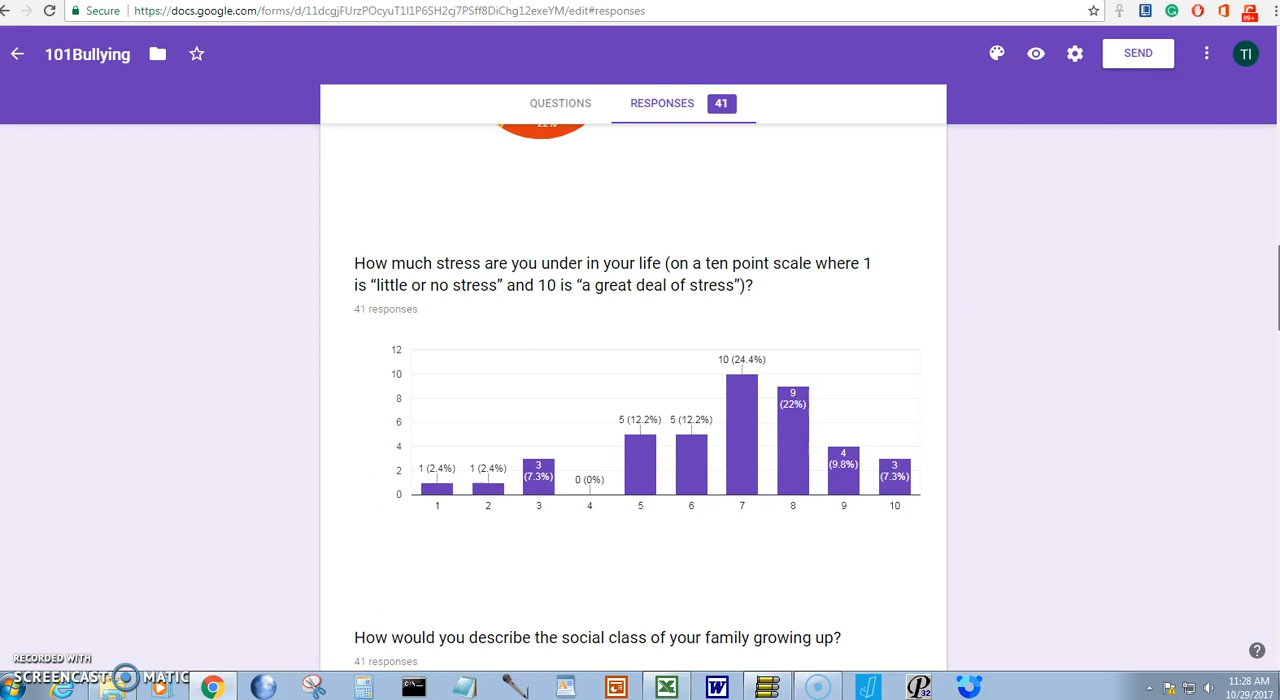 Secure https://docs.google.com/forms/d/11dcgjFUrzPOcyuT1I1P6SH2cj7PSff8DiChg12exeYM/edit#responses
99+
101Bullying
SEND
TI
QUESTIONS RESPONSES 41
22%
How much stress are you under in your life (on a ten point scale where 1
is “little or no stress” and 10 is “a great deal of stress”)?
41 responses
12
10
8
6
4
2
0
1 (2.4%) 1 (2.4%) 3 (7.3%) 0 (0%) 5 (12.2%) 5 (12.2%) 10 (24.4%) 9 (22%) 4 (9.8%) 3 (7.3%)
1 2 3 4 5 6 7 8 9 10
How would you describe the social class of your family growing up?
41 responses
RECORDED WITH
SCREENCAST MATIC
11:28 AM
10/29/2017